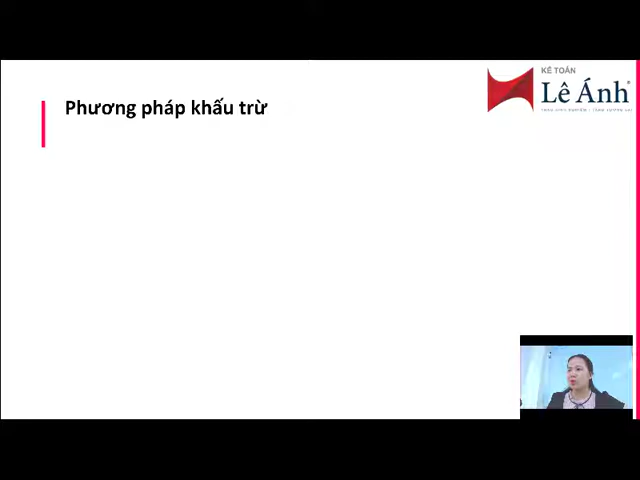 Phương pháp khấu trừ
KẾ TOÁN
Lê Ánh